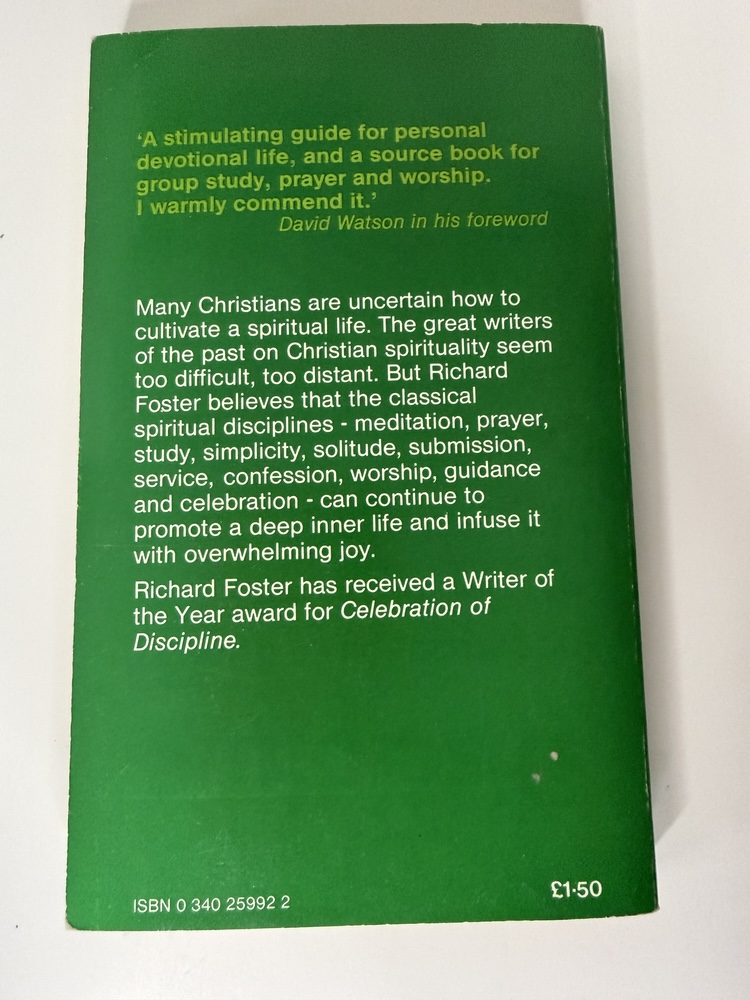 ‘A stimulating guide for personal
devotional life, and a source book for
group study, prayer and worship.
I warmly commend it.’
David Watson in his foreword
Many Christians are uncertain how to
cultivate a spiritual life. The great writers
of the past on Christian spirituality seem
too difficult, too distant. But Richard
Foster believes that the classical
spiritual disciplines - meditation, prayer,
study, simplicity, solitude, submission,
service, confession, worship, guidance
and celebration - can continue to
promote a deep inner life and infuse it
with overwhelming joy.
Richard Foster has received a Writer of
the Year award for Celebration of
Discipline.
£1·50
ISBN 0 340 25992 2